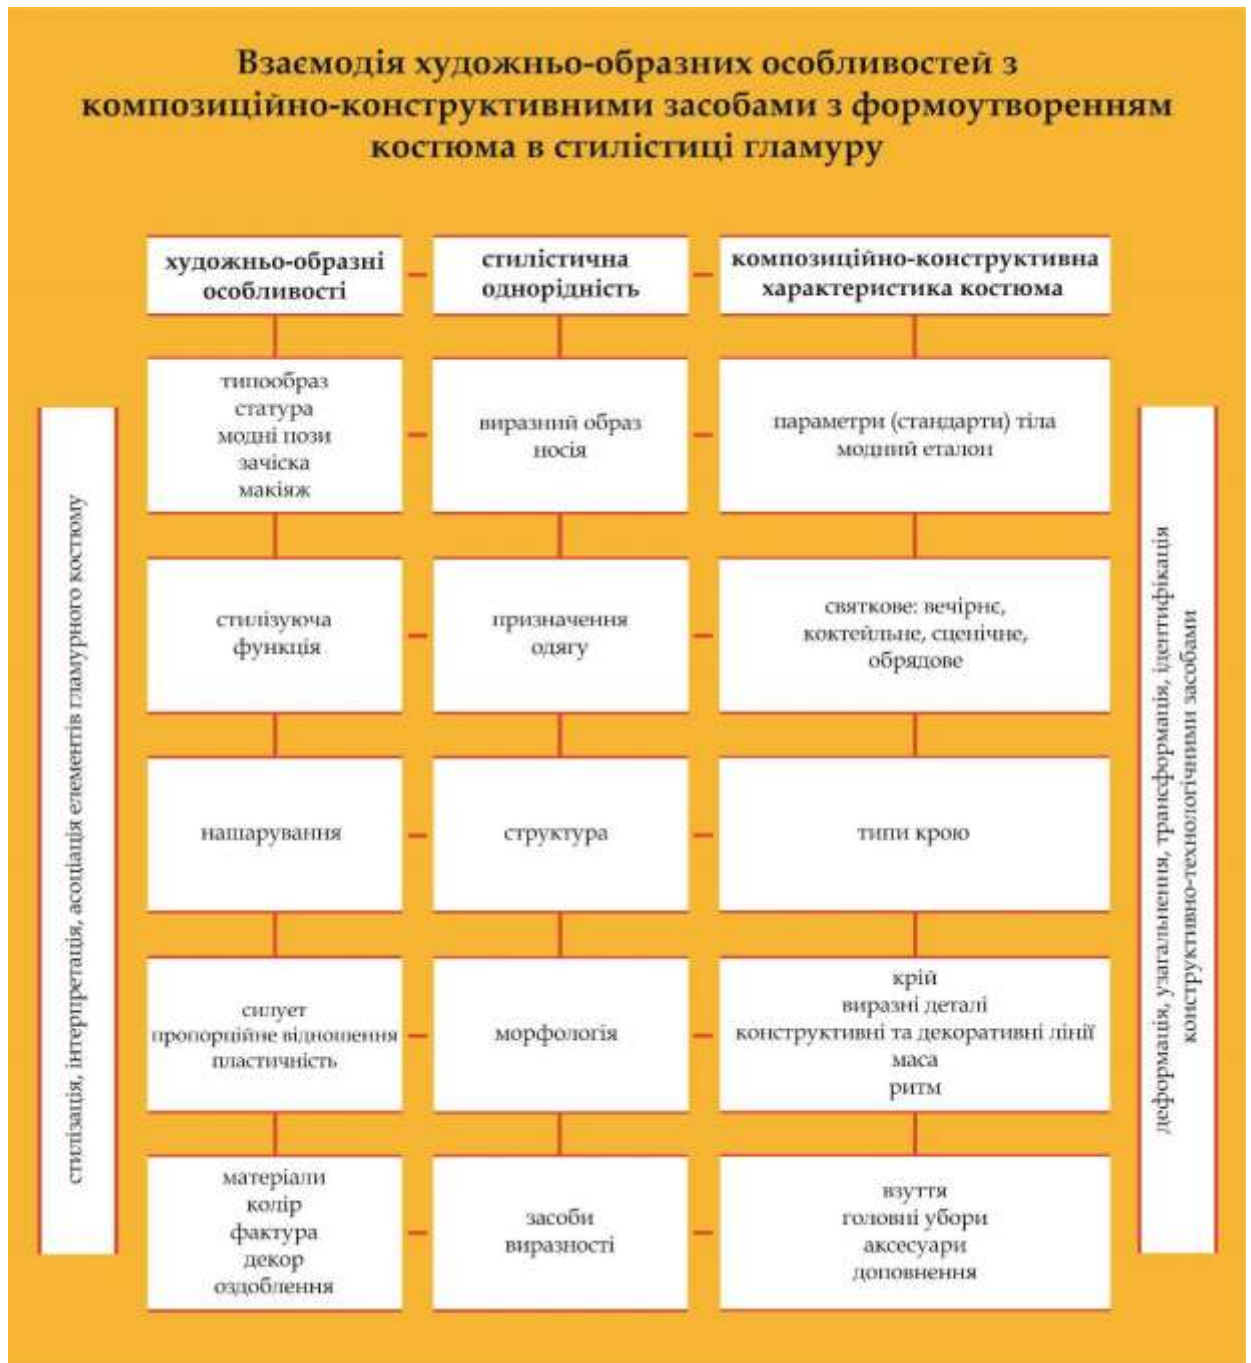 Взаємодія художньо-образних особливостей з
композиційно-конструктивними засобами з формоутворенням
костюма в стилістиці гламуру
художньо-образні
особливості
стилістична
однорідність
композиційно-конструктивна
характеристика костюма
типообраз
статура
модні пози
зачіска
макіяж
виразний образ
носія
параметри (стандарти) тіла
модний еталон
стилізуюча
функція
призначення
одягу
святкове: вечірнє,
коктейльне, сценічне,
обрядове
нашарування
структура
типи крою
силует
пропорційне відношення
пластичність
морфологія
крій
виразні деталі
конструктивні та декоративні лінії
маса
ритм
матеріали
колір
фактура
декор
оздоблення
засоби
виразності
взуття
головні убори
аксесуари
доповнення
стилізація, інтерпретація, асоціація елементів гламурного костюму
деформація, узагальнення, трансформація, ідентифікація
конструктивно-технологічними засобами